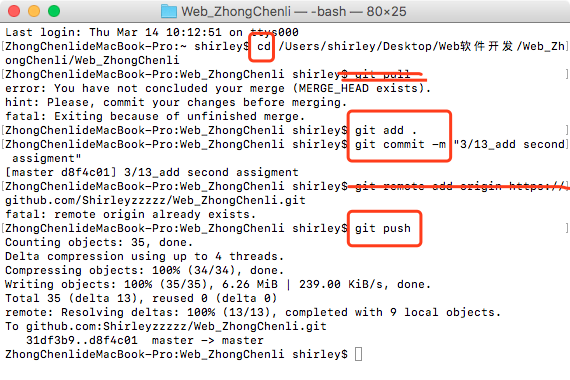 Web_ZhongChenli — -bash — 80×25
Last login: Thu Mar 14 10:12:51 on ttys000
[ZhongChenlideMacBook-Pro:~ shirley$ cd /Users/shirley/Desktop/Web软件开发/Web_Zh]
ongChenli/Web_ZhongChenli
[ZhongChenlideMacBook-Pro:Web_ZhongChenli shirley$ git pull ]
error: You have not concluded your merge (MERGE_HEAD exists).
hint: Please, commit your changes before merging.
fatal: Exiting because of unfinished merge.
[ZhongChenlideMacBook-Pro:Web_ZhongChenli shirley$ git add . ]
[ZhongChenlideMacBook-Pro:Web_ZhongChenli shirley$ git commit -m "3/13_add second]
 assigment"
[master d8f4c01] 3/13_add second assigment
[ZhongChenlideMacBook-Pro:Web_ZhongChenli shirley$ git remote add origin https://]
github.com/Shirleyzzzzz/Web_ZhongChenli.git
fatal: remote origin already exists.
[ZhongChenlideMacBook-Pro:Web_ZhongChenli shirley$ git push ]
Counting objects: 35, done.
Delta compression using up to 4 threads.
Compressing objects: 100% (34/34), done.
Writing objects: 100% (35/35), 6.26 MiB | 239.00 KiB/s, done.
Total 35 (delta 13), reused 0 (delta 0)
remote: Resolving deltas: 100% (13/13), completed with 9 local objects.
To github.com:Shirleyzzzzz/Web_ZhongChenli.git
   31df3b9..d8f4c01  master -> master
ZhongChenlideMacBook-Pro:Web_ZhongChenli shirley$